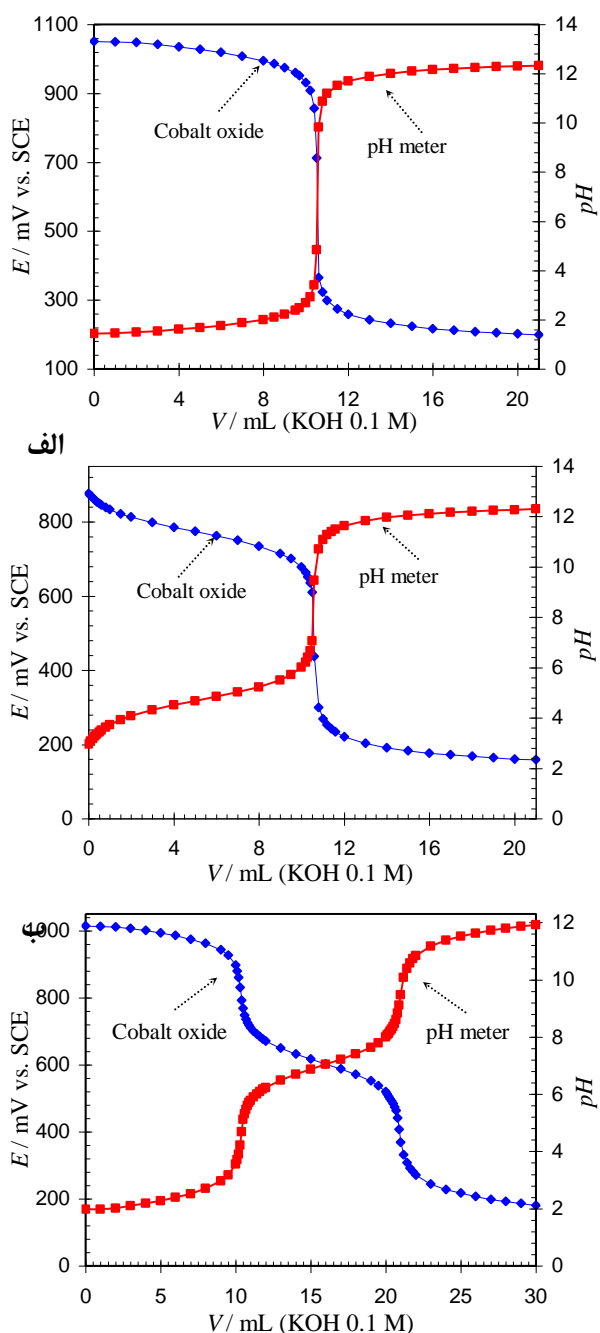 1100
900
700
500
300
100
E / mV vs. SCE
14
12
10
8
6
4
2
0
pH
Cobalt oxide
pH meter
0 4 8 12 16 20
V / mL (KOH 0.1 M)
الف
800
600
400
200
0
E / mV vs. SCE
14
12
10
8
6
4
2
0
pH
Cobalt oxide
pH meter
0 4 8 12 16 20
V / mL (KOH 0.1 M)
1000
800
600
400
200
0
E / mV vs. SCE
12
10
8
6
4
2
0
pH
Cobalt oxide
pH meter
0 5 10 15 20 25 30
V / mL (KOH 0.1 M)